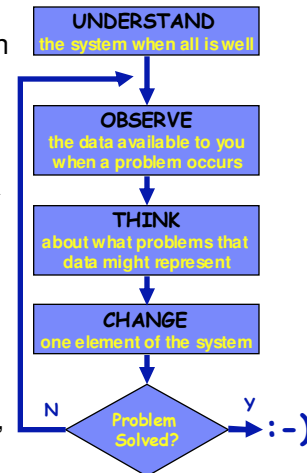 UNDERSTAND
the system when all is well
OBSERVE
the data available to you
when a problem occurs
THINK
about what problems that
data might represent
CHANGE
one element of the system
N
Problem
Solved?
Y
:-)